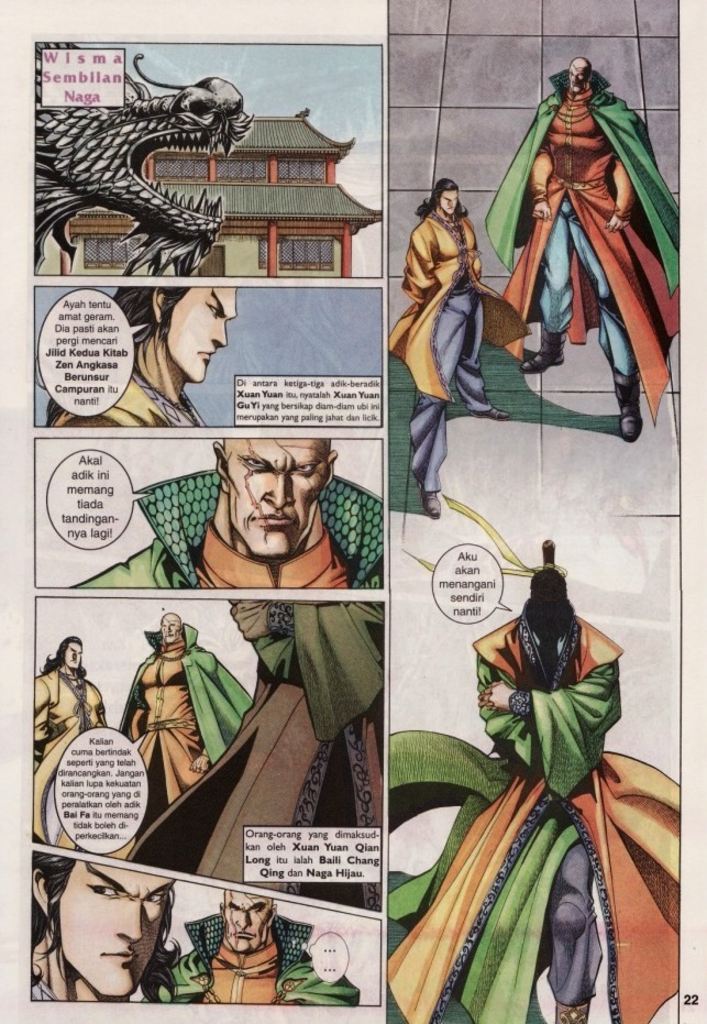 Wisma
Sembilan
Naga
Ayah tentu
amat geram.
Dia pasti akan
pergi mencari
Jilid Kedua Kitab
Zen Angkasa
Berunsur
Campuran itu
nanti!
Di antara ketiga-tiga adik-beradik
Xuan Yuan itu, nyatalah Xuan Yuan
Gu Yi yang bersikap diam-diam ubi ini
merupakan yang paling jahat dan licik.
Akal
adik ini
memang
tiada
tandingan-
nya lagi!
Kalian
cuma bertindak
seperti yang telah
dirancangkan. Jangan
kalian lupa kekuatan
orang-orang yang di
peralatkan oleh adik
Bai Fa itu memang
tidak boleh di-
perkecilkan...
Orang-orang yang dimaksud-
kan oleh Xuan Yuan Qian
Long itu ialah Baili Chang
Qing dan Naga Hijau.
...
...
Aku
akan
menangani
sendiri
nanti!
22